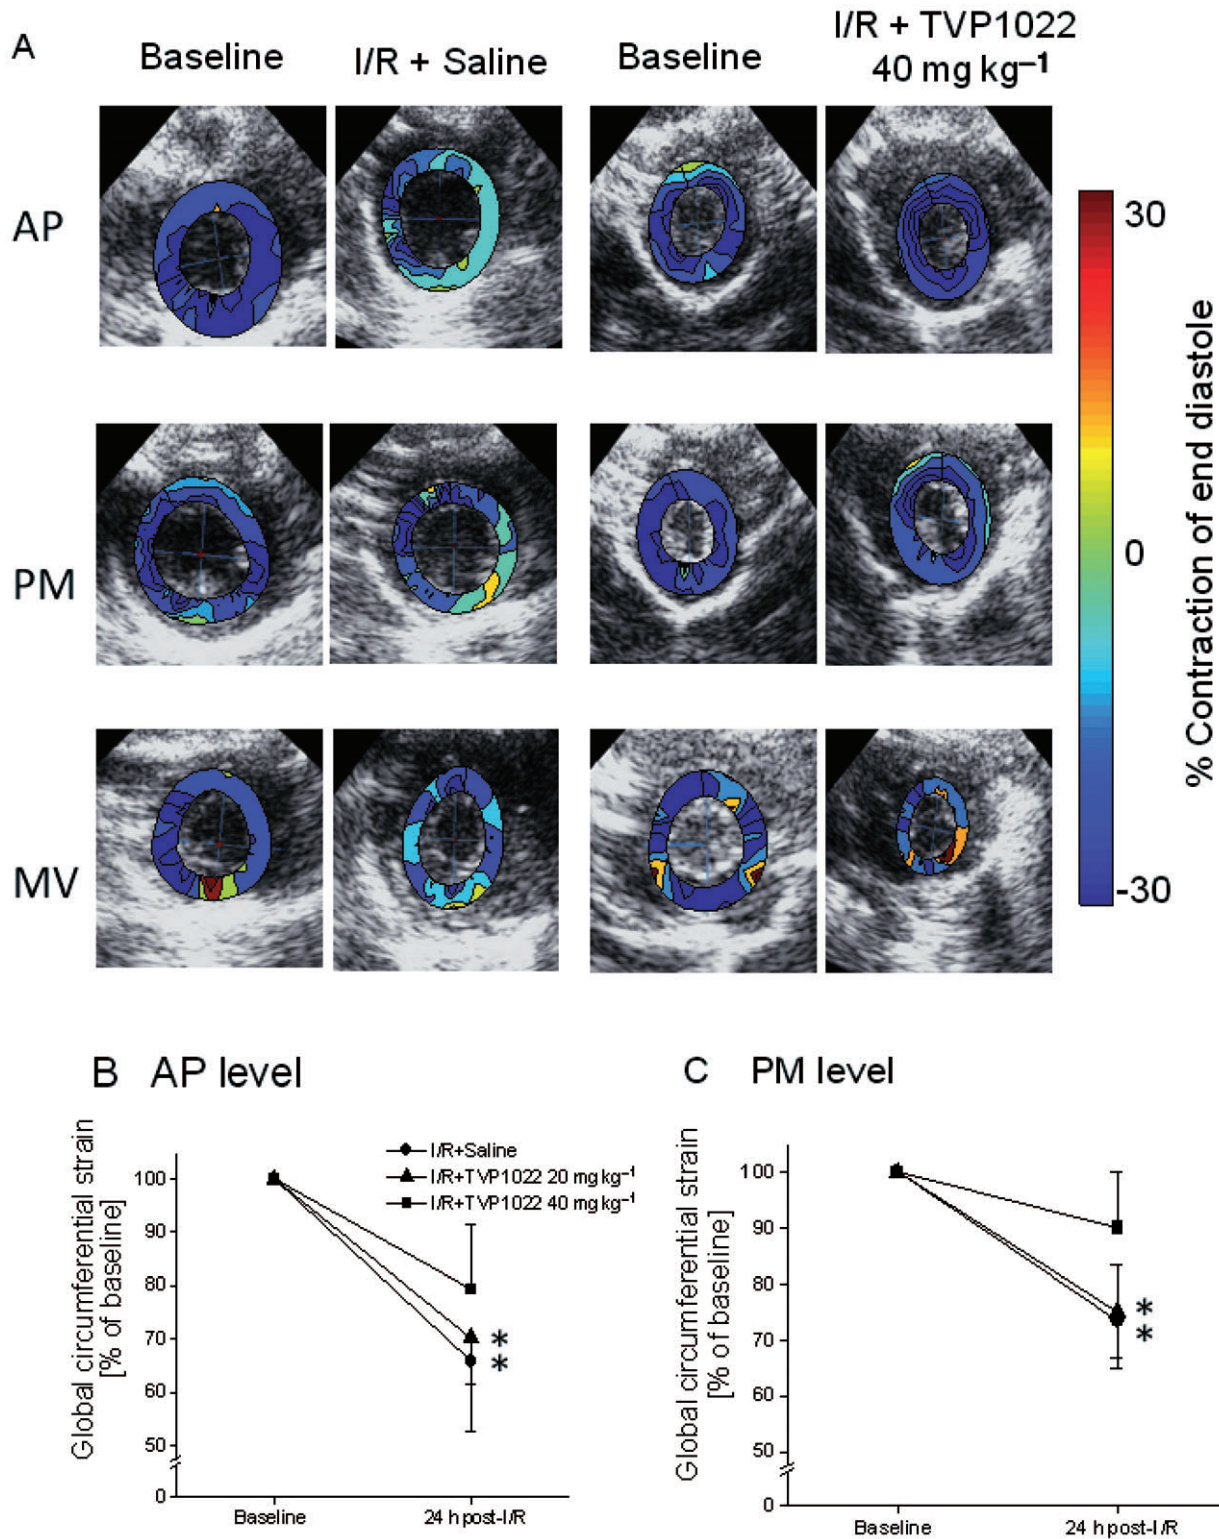 A
Baseline
I/R + Saline
Baseline
I/R + TVP1022
40 mg kg⁻¹
AP
PM
MV
30
0
-30
% Contraction of end diastole
B AP level
Global circumferential strain
[% of baseline]
100
90
80
70
60
50
0
I/R+Saline
I/R+TVP1022 20 mg kg⁻¹
I/R+TVP1022 40 mg kg⁻¹
*
*
Baseline
24 h post-I/R
C PM level
Global circumferential strain
[% of baseline]
100
90
80
70
60
50
0
*
*
Baseline
24 h post-I/R